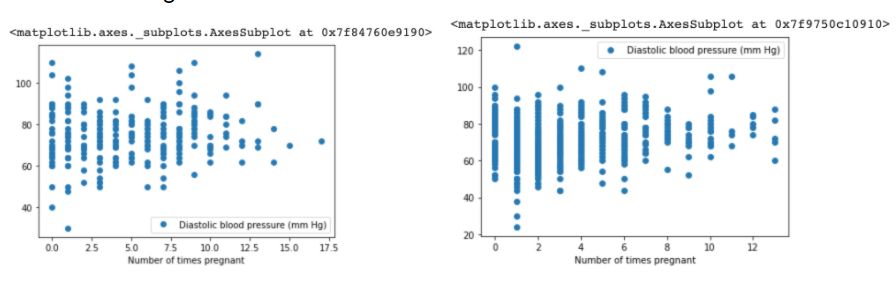 <matplotlib.axes._subplots.AxesSubplot at 0x7f84760e9190>
100
80
60
40
0.0 2.5 5.0 7.5 10.0 12.5 15.0 17.5
Number of times pregnant
Diastolic blood pressure (mm Hg)
<matplotlib.axes._subplots.AxesSubplot at 0x7f9750c10910>
120
100
80
60
40
20
0 2 4 6 8 10 12
Number of times pregnant
Diastolic blood pressure (mm Hg)